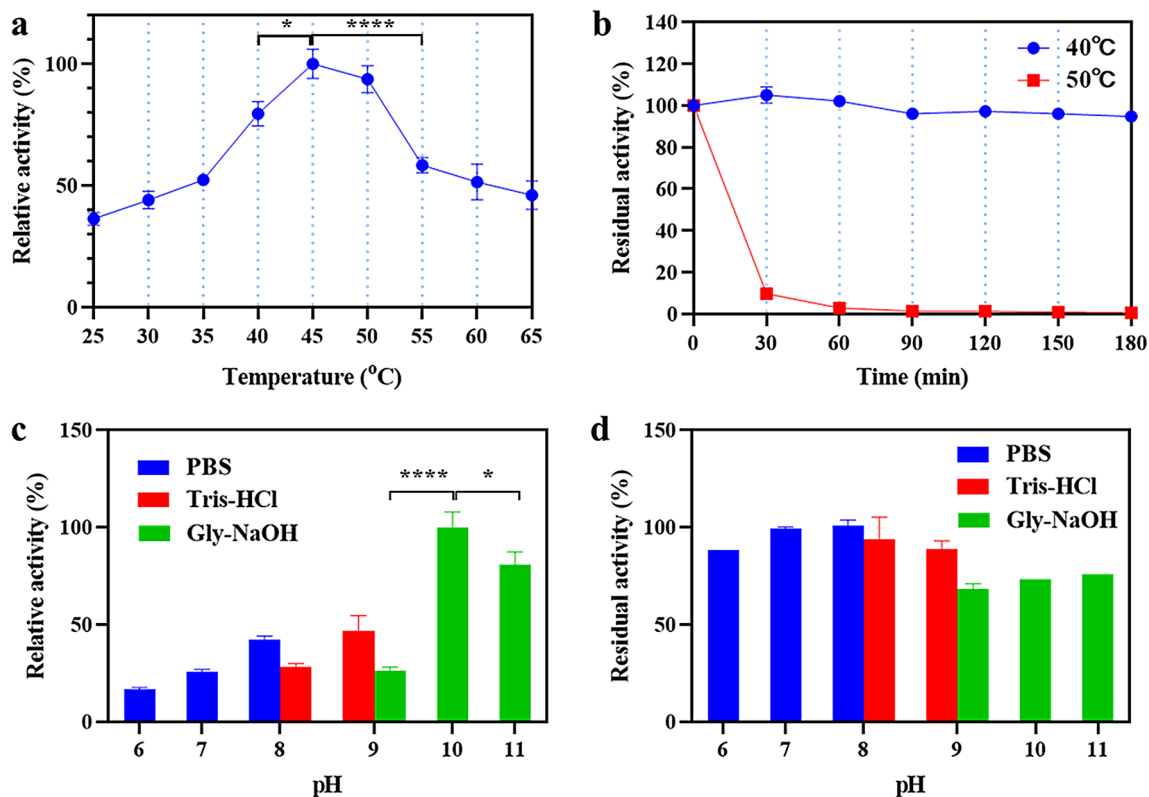 a
Relative activity (%)
100
50
0
*
****
25 30 35 40 45 50 55 60 65
Temperature (°C)
b
Residual activity (%)
140
120
100
80
60
40
20
0
40℃
50℃
0 30 60 90 120 150 180
Time (min)
c
Relative activity (%)
150
100
50
0
PBS
Tris-HCl
Gly-NaOH
****
*
6 7 8 9 10 11
pH
d
Residual activity (%)
150
100
50
0
PBS
Tris-HCl
Gly-NaOH
6 7 8 9 10 11
pH